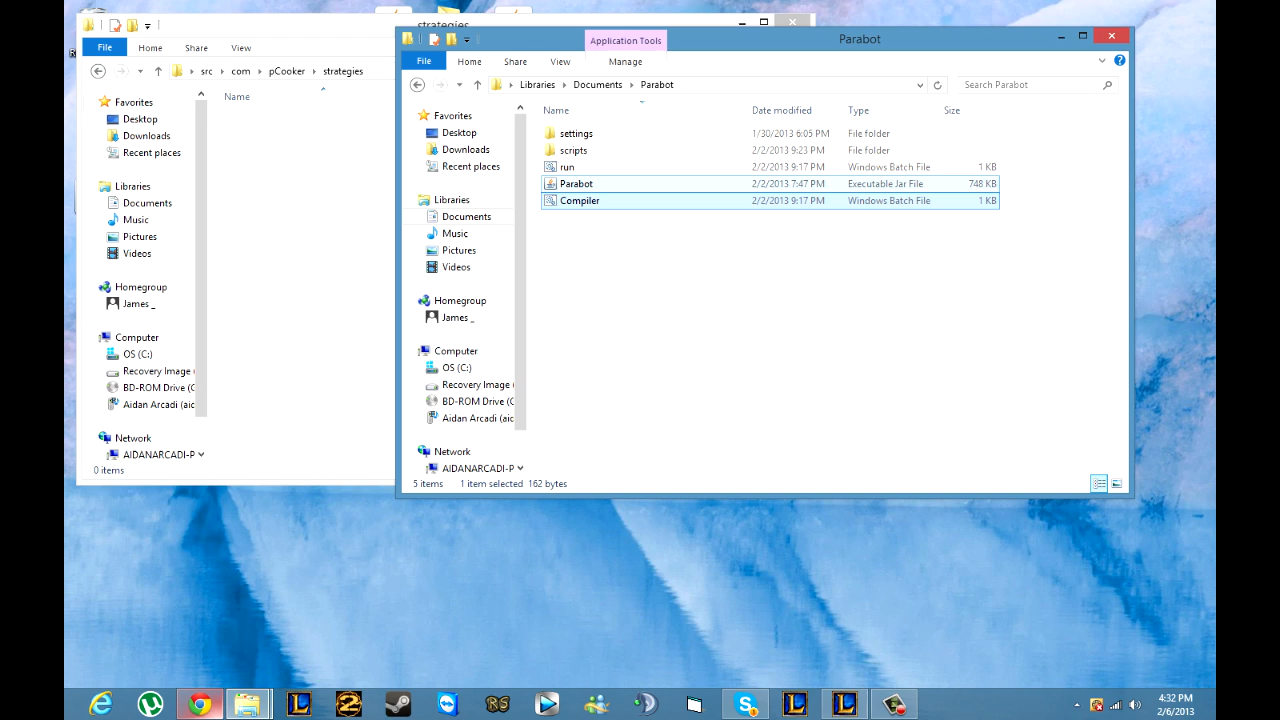 strategies
File Home Share View
src com pCooker strategies
Name
Favorites
Desktop
Downloads
Recent places
Libraries
Documents
Music
Pictures
Videos
Homegroup
James _
Computer
OS (C:)
Recovery Image
BD-ROM Drive (
Aidan Arcadi (aic
Network
AIDANARCADI-P
0 items
Application Tools
Parabot
File Home Share View Manage
Libraries Documents Parabot
Search Parabot
Name Date modified Type Size
settings 1/30/2013 6:05 PM File folder
scripts 2/2/2013 9:23 PM File folder
run 2/2/2013 9:17 PM Windows Batch File 1 KB
Parabot 2/2/2013 7:47 PM Executable Jar File 748 KB
Compiler 2/2/2013 9:17 PM Windows Batch File 1 KB
Favorites
Desktop
Downloads
Recent places
Libraries
Documents
Music
Pictures
Videos
Homegroup
James _
Computer
OS (C:)
Recovery Image
BD-ROM Drive (
Aidan Arcadi (aic
Network
AIDANARCADI-P
5 items 1 item selected 162 bytes
RS
4:32 PM
2/6/2013